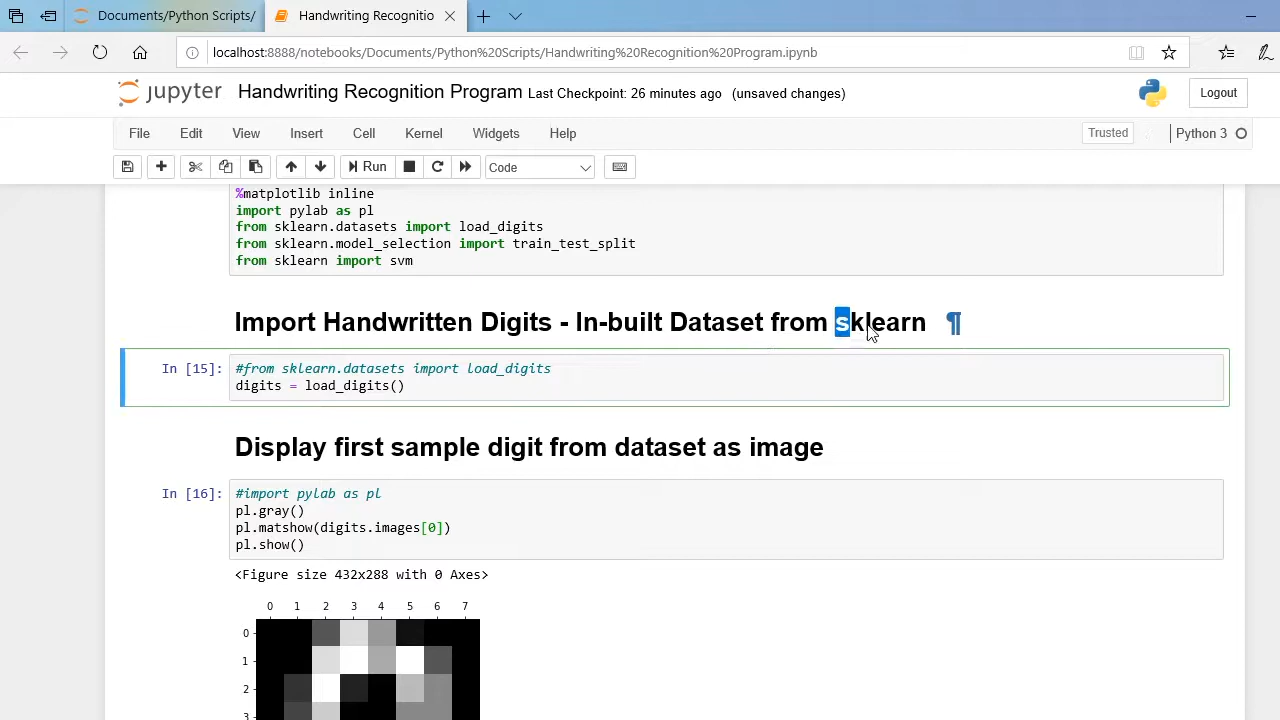 Documents/Python Scripts/
Handwriting Recognitio
localhost:8888/notebooks/Documents/Python%20Scripts/Handwriting%20Recognition%20Program.ipynb
jupyter Handwriting Recognition Program Last Checkpoint: 26 minutes ago (unsaved changes)
Logout
File Edit View Insert Cell Kernel Widgets Help
Trusted
Python 3
Run
Code
%matplotlib inline
import pylab as pl
from sklearn.datasets import load_digits
from sklearn.model_selection import train_test_split
from sklearn import svm
Import Handwritten Digits - In-built Dataset from sklearn ¶
In [15]: #from sklearn.datasets import load_digits
digits = load_digits()
Display first sample digit from dataset as image
In [16]: #import pylab as pl
pl.gray()
pl.matshow(digits.images[0])
pl.show()
<Figure size 432x288 with 0 Axes>
0 1 2 3 4 5 6 7
0
1
2
3